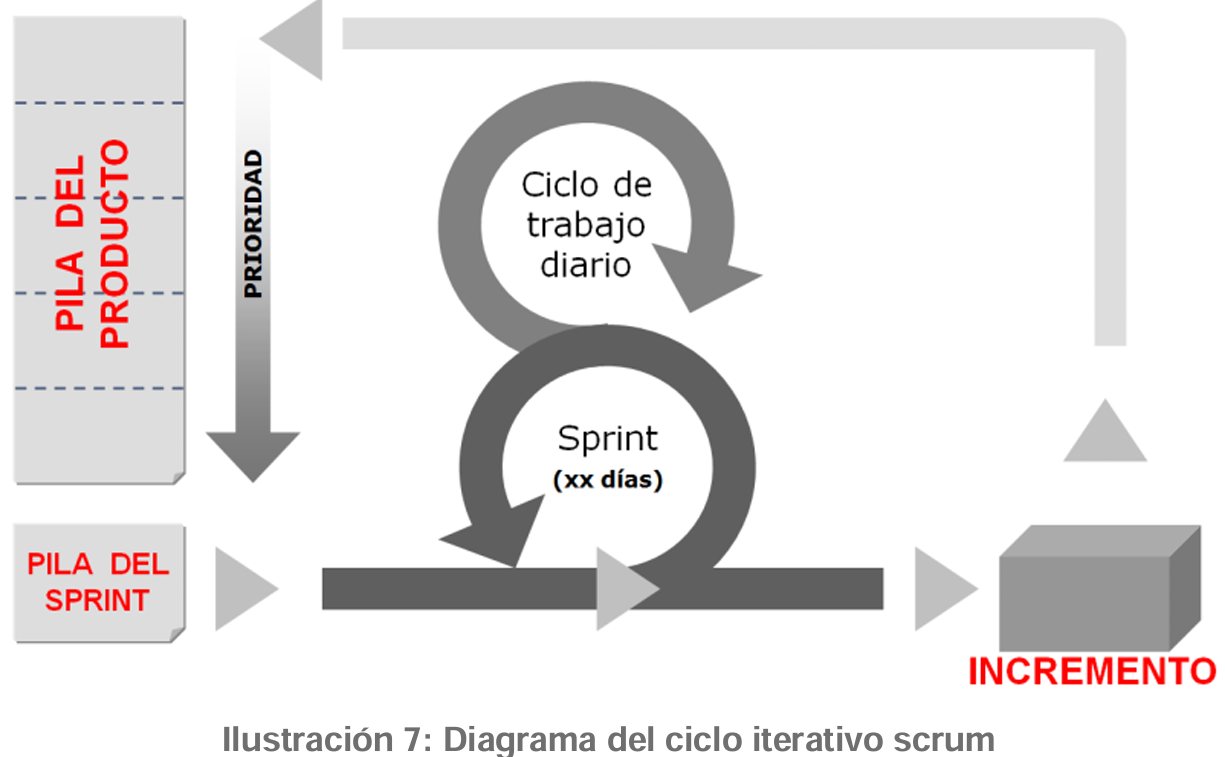 PILA DEL
PRODUCTO
PRIORIDAD
Ciclo de
trabajo
diario
Sprint
(xx días)
PILA DEL
SPRINT
INCREMENTO
Ilustración 7: Diagrama del ciclo iterativo scrum